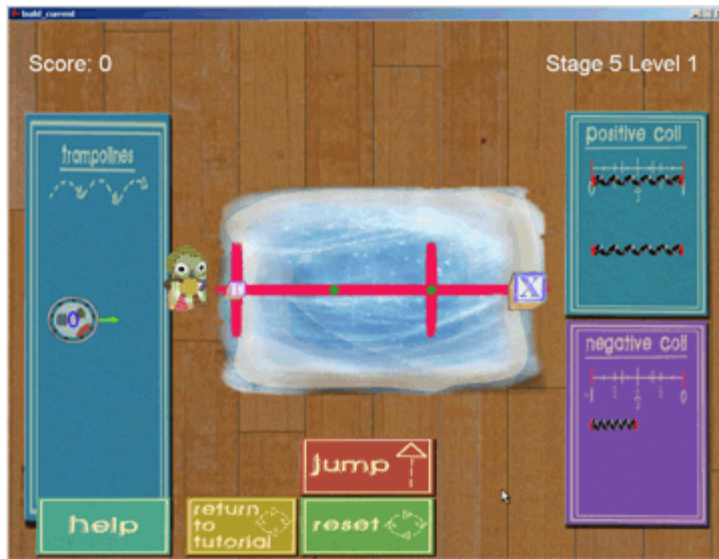 build_current
Score: 0
Stage 5 Level 1
trampolines
0
positive coil
0
1
negative coil
-1
0
X
jump
help
return
to
tutorial
reset